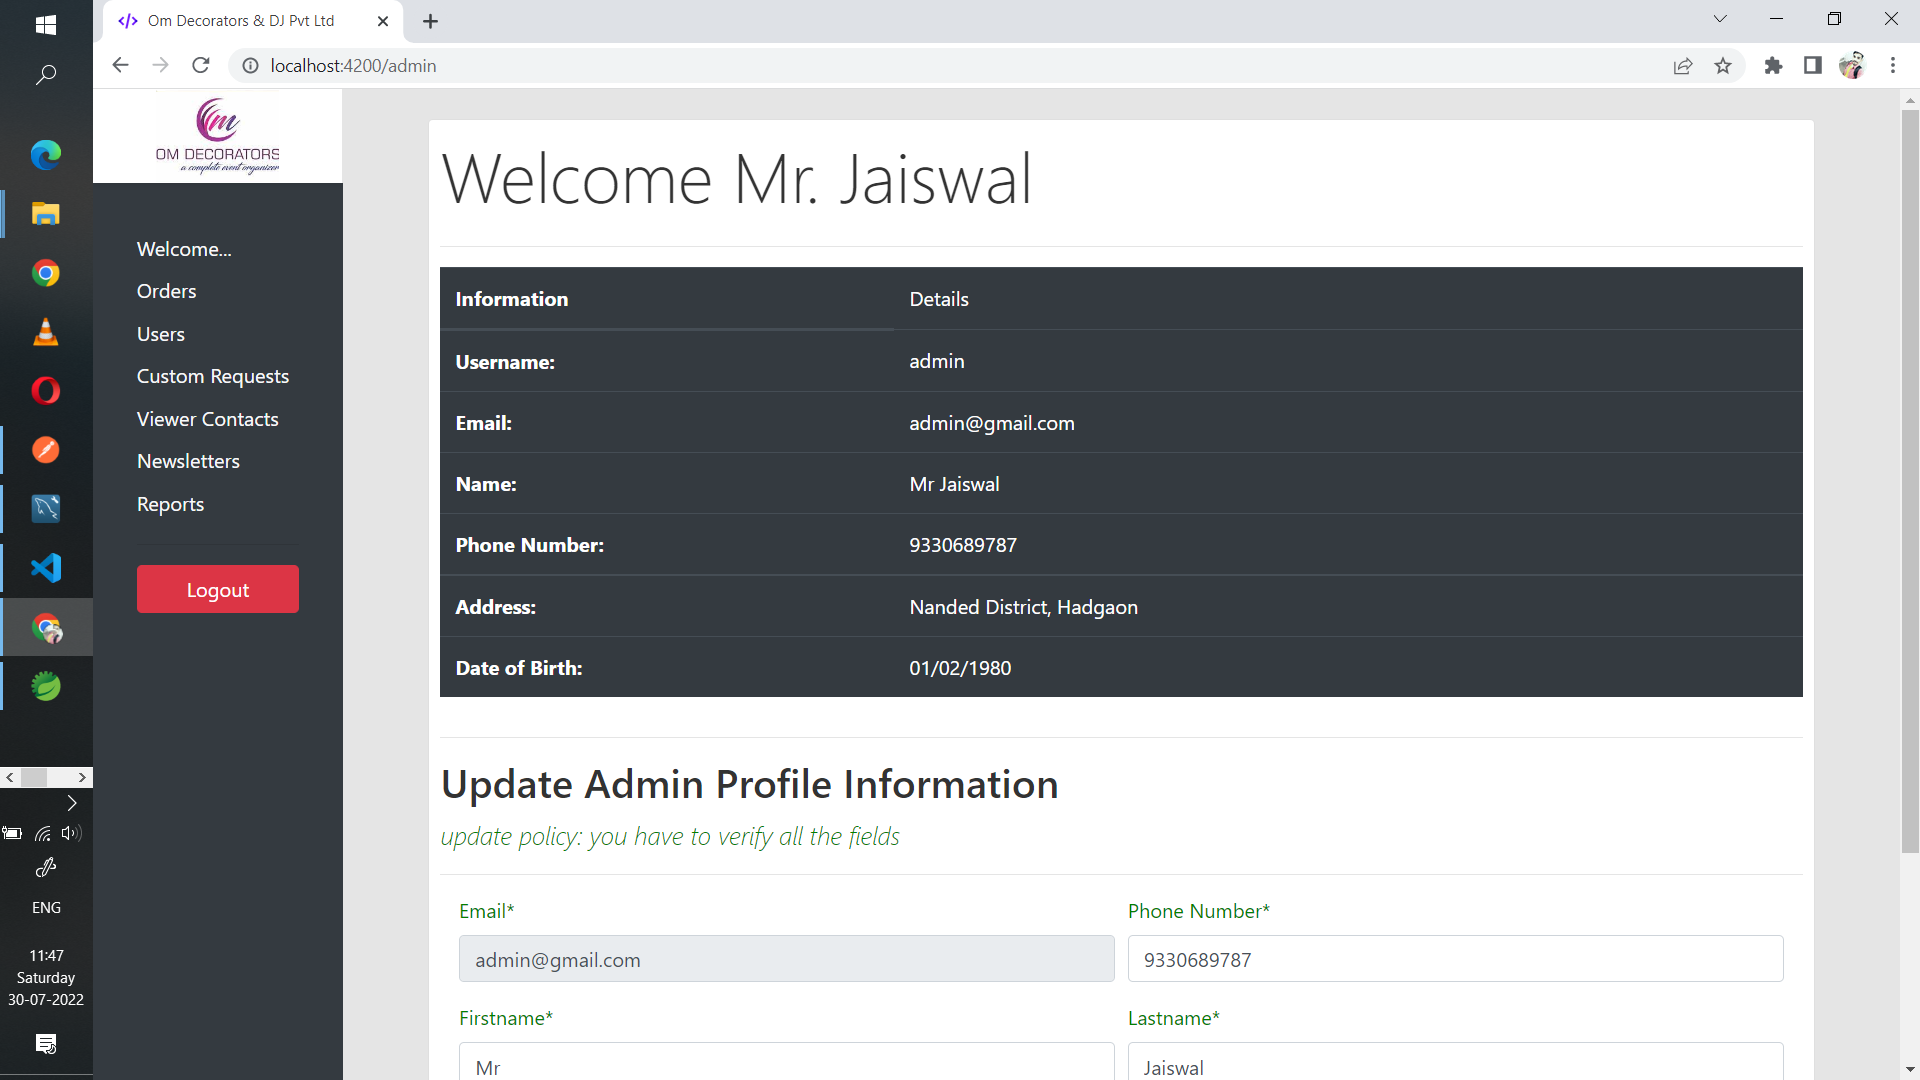 Om Decorators & DJ Pvt Ltd
localhost:4200/admin
m
OM DECORATORS
a complete event organizer
Welcome...
Orders
Users
Custom Requests
Viewer Contacts
Newsletters
Reports
Logout
Welcome Mr. Jaiswal
Information Details
Username: admin
Email: admin@gmail.com
Name: Mr Jaiswal
Phone Number: 9330689787
Address: Nanded District, Hadgaon
Date of Birth: 01/02/1980
Update Admin Profile Information
update policy: you have to verify all the fields
Email* Phone Number*
admin@gmail.com 9330689787
Firstname* Lastname*
Mr Jaiswal
ENG
11:47
Saturday
30-07-2022